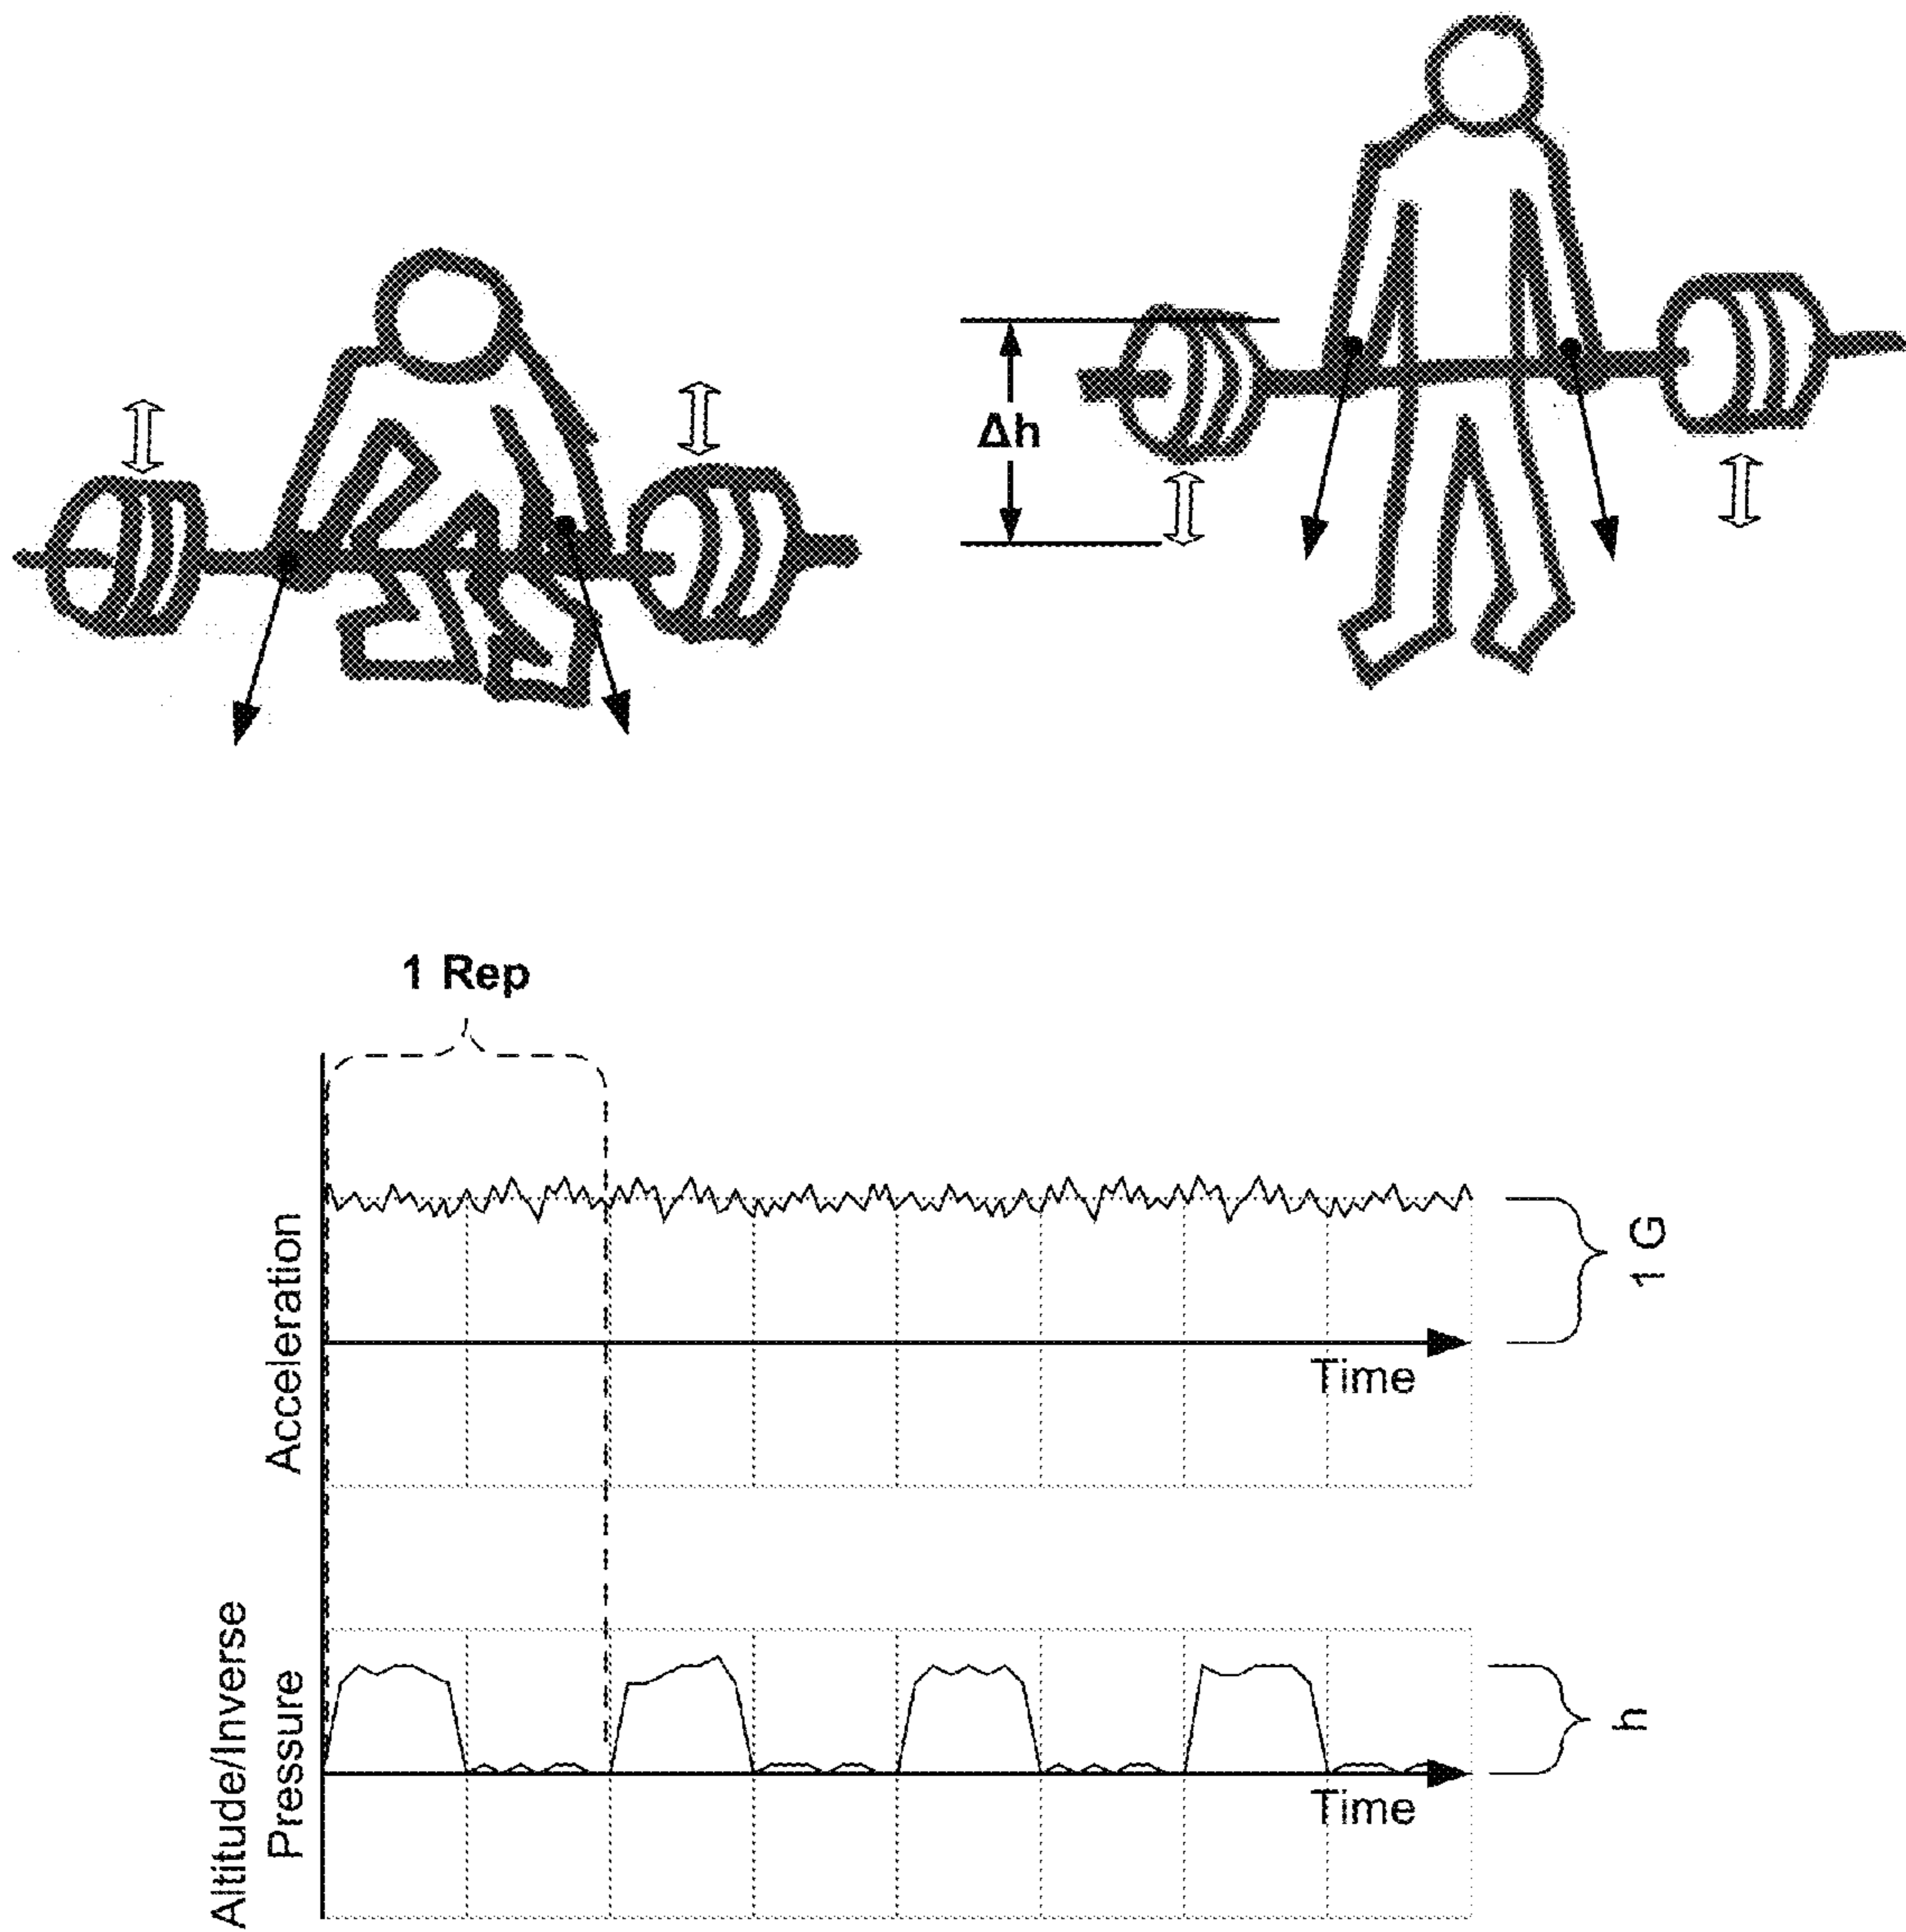 Δh
1 Rep
Acceleration
1 G
Time
Altitude/Inverse
Pressure
h
Time